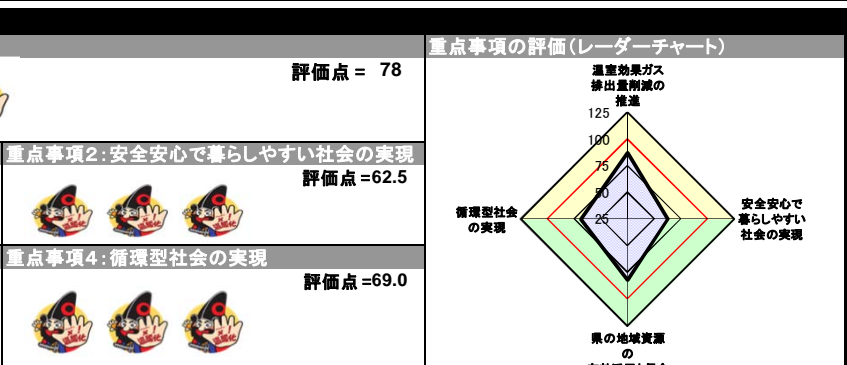 評価点 = 78
重点事項2:安全安心で暮らしやすい社会の実現
評価点 =62.5
重点事項4:循環型社会の実現
評価点 =69.0
重点事項の評価(レーダーチャート)
温室効果ガス
排出量削減の
推進
125
100
75
50
25
循環型社会
の実現
安全安心で
暮らしやすい
社会の実現
県の地域資源
の